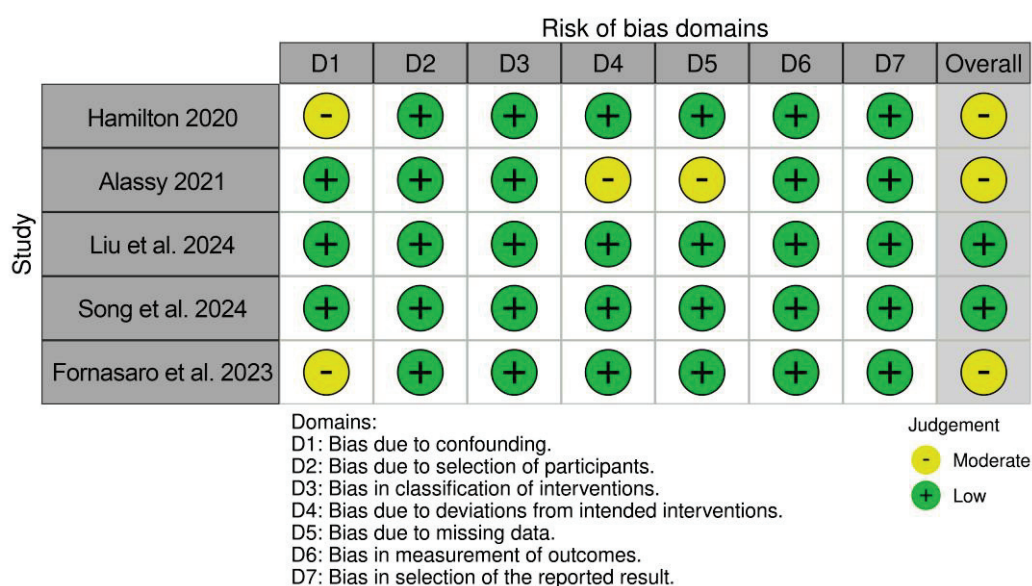 Risk of bias domains
D1 D2 D3 D4 D5 D6 D7 Overall
Study
Hamilton 2020 - + + + + + + -
Alassy 2021 + + + - - + + -
Liu et al. 2024 + + + + + + + +
Song et al. 2024 + + + + + + + +
Fornasaro et al. 2023 - + + + + + + -
Domains:
D1: Bias due to confounding.
D2: Bias due to selection of participants.
D3: Bias in classification of interventions.
D4: Bias due to deviations from intended interventions.
D5: Bias due to missing data.
D6: Bias in measurement of outcomes.
D7: Bias in selection of the reported result.
Judgement
- Moderate
+ Low